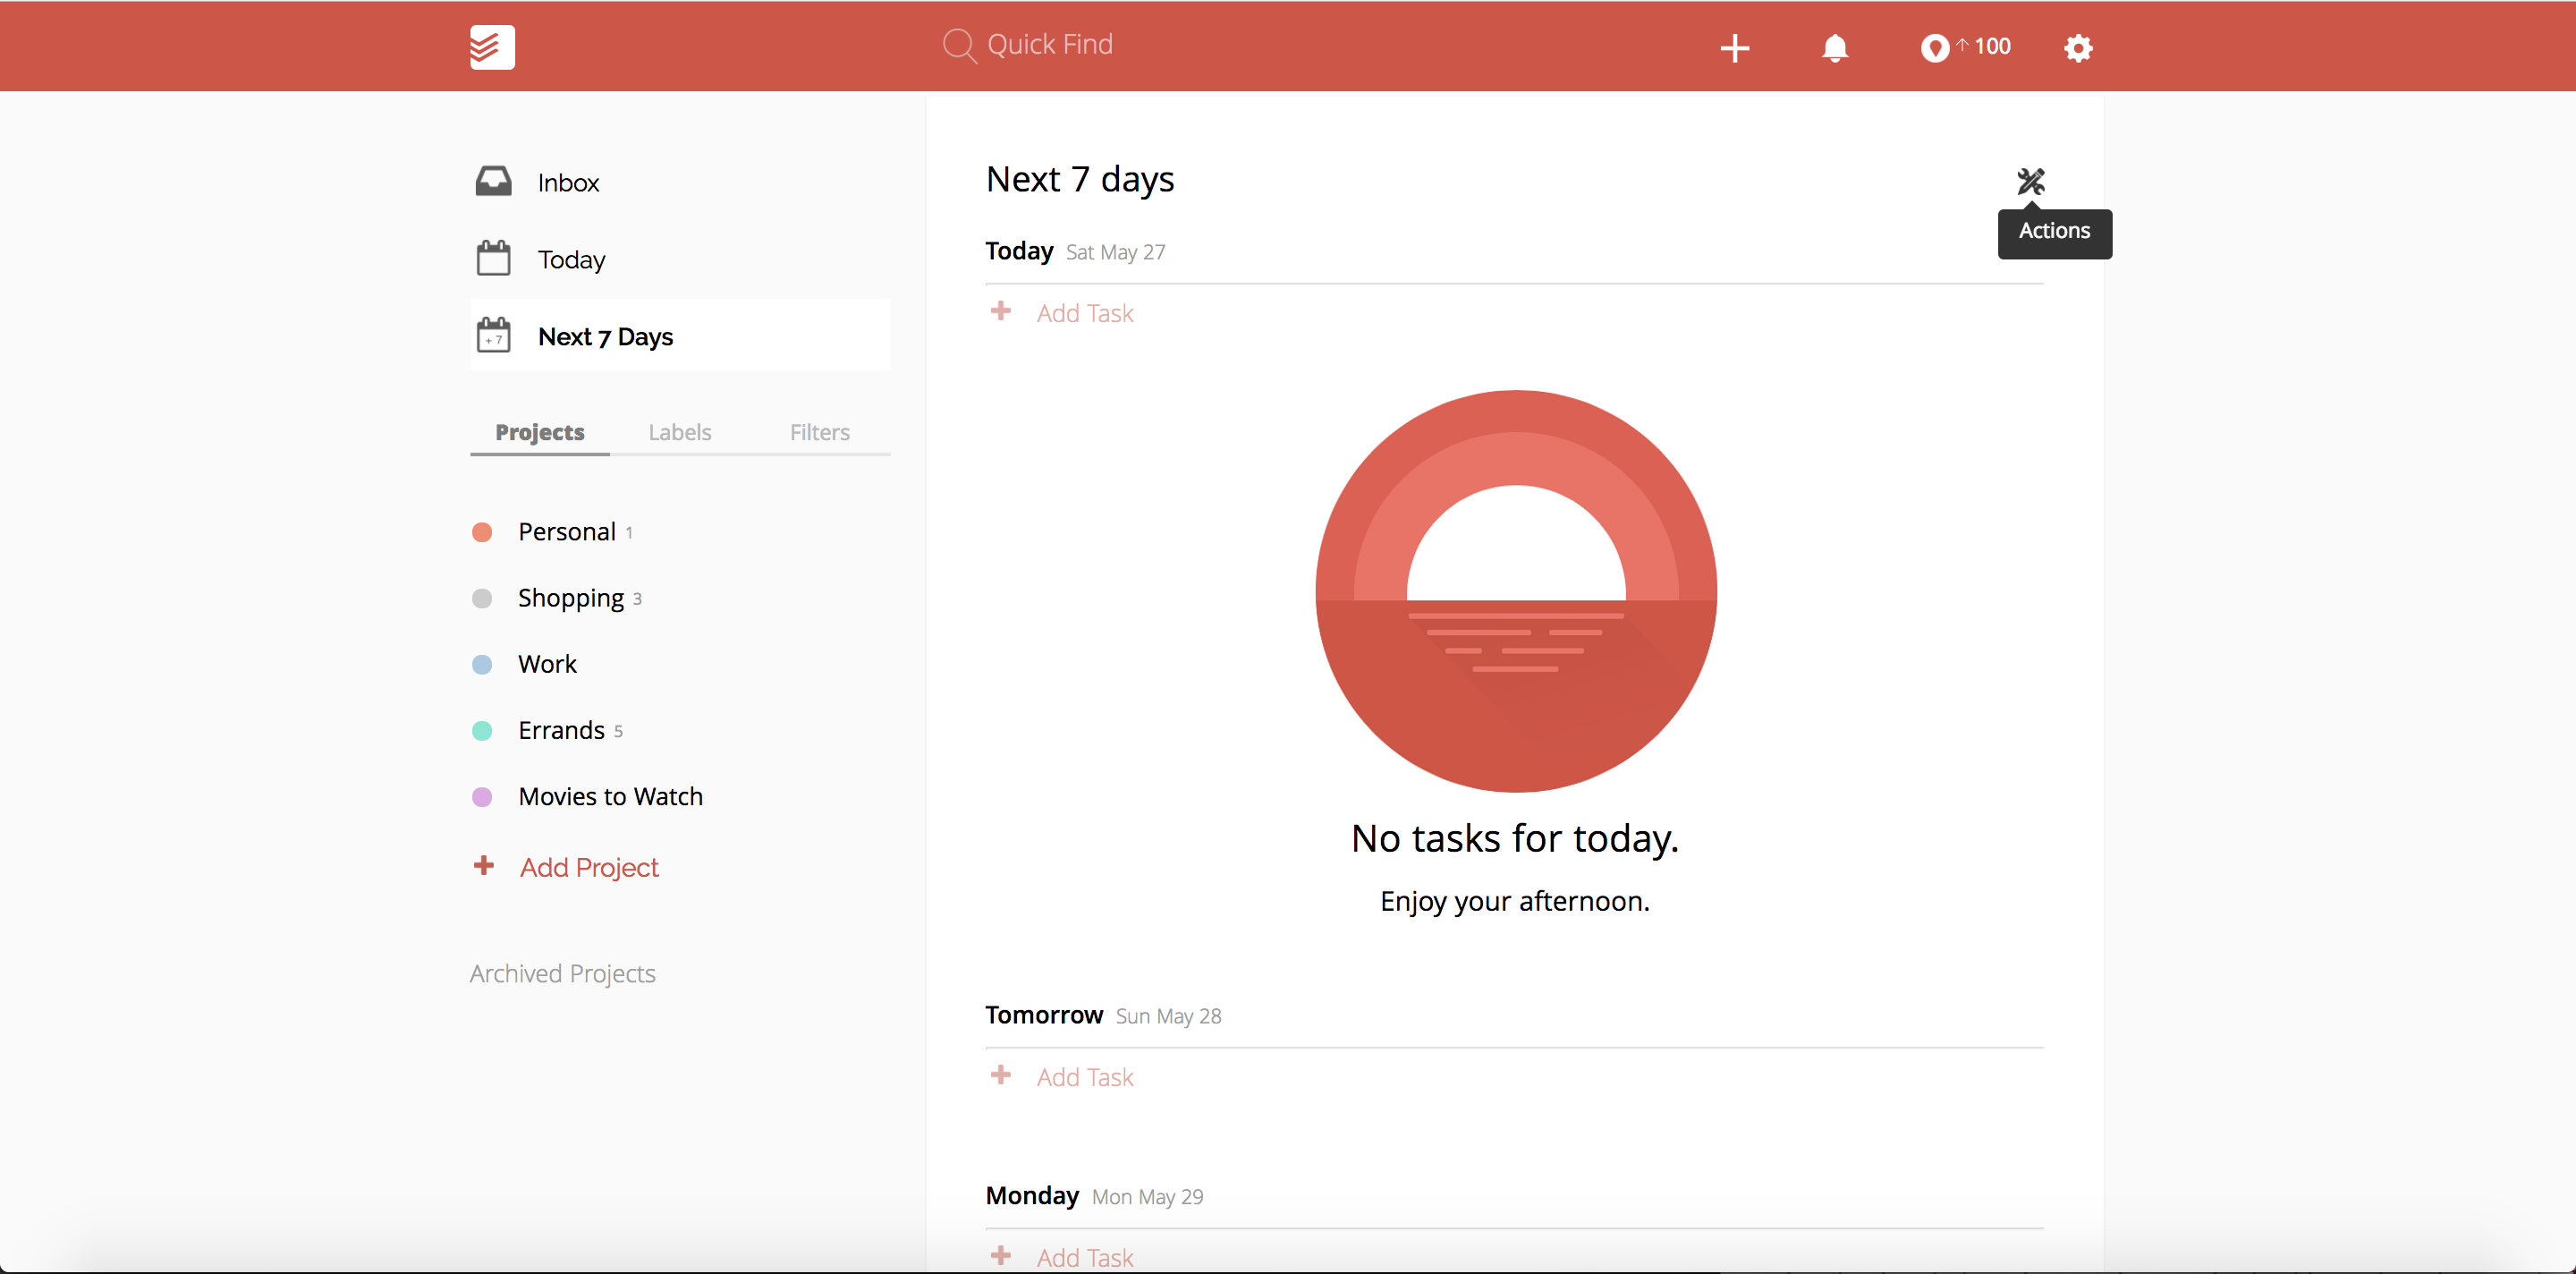 Quick Find
100
Inbox
Today
+ 7
Next 7 Days
Projects Labels Filters
Personal 1
Shopping 3
Work
Errands 5
Movies to Watch
Add Project
Archived Projects
Next 7 days
Actions
Today Sat May 27
Add Task
No tasks for today.
Enjoy your afternoon.
Tomorrow Sun May 28
Add Task
Monday Mon May 29
Add Task